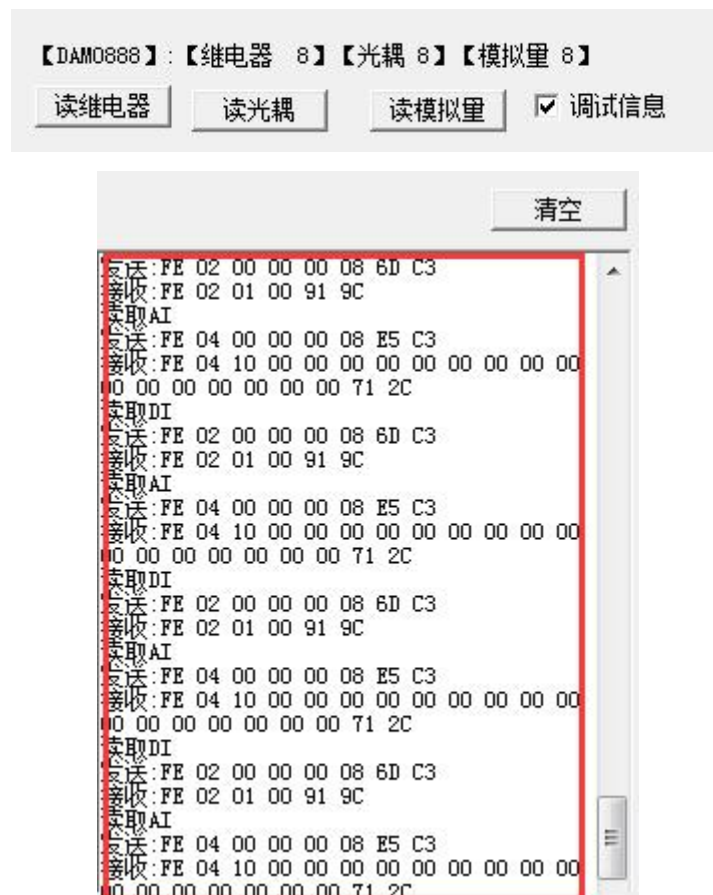 【DAM0888】:【继电器 8】【光耦 8】【模拟量 8】
读继电器 读光耦 读模拟量 调试信息
清空
发送:FE 02 00 00 00 08 6D C3
接收:FE 02 01 00 91 9C
读取AI
发送:FE 04 00 00 00 08 E5 C3
接收:FE 04 10 00 00 00 00 00 00 00 00 00
00 00 00 00 00 00 00 71 2C
读取DI
发送:FE 02 00 00 00 08 6D C3
接收:FE 02 01 00 91 9C
读取AI
发送:FE 04 00 00 00 08 E5 C3
接收:FE 04 10 00 00 00 00 00 00 00 00 00
00 00 00 00 00 00 00 71 2C
读取DI
发送:FE 02 00 00 00 08 6D C3
接收:FE 02 01 00 91 9C
读取AI
发送:FE 04 00 00 00 08 E5 C3
接收:FE 04 10 00 00 00 00 00 00 00 00 00
00 00 00 00 00 00 00 71 2C
读取DI
发送:FE 02 00 00 00 08 6D C3
接收:FE 02 01 00 91 9C
读取AI
发送:FE 04 00 00 00 08 E5 C3
接收:FE 04 10 00 00 00 00 00 00 00 00 00
00 00 00 00 00 00 00 71 2C